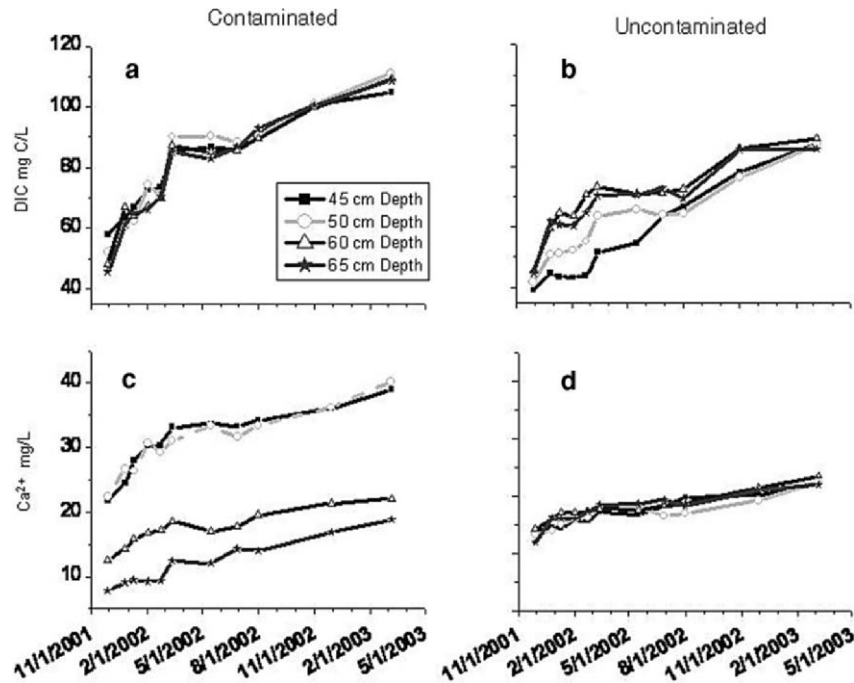 Contaminated
Uncontaminated
a
b
DIC mg C/L
120
100
80
60
40
45 cm Depth
50 cm Depth
60 cm Depth
65 cm Depth
c
d
Ca²⁺ mg/L
40
30
20
10
11/1/2001
2/1/2002
5/1/2002
8/1/2002
11/1/2002
2/1/2003
5/1/2003
11/1/2001
2/1/2002
5/1/2002
8/1/2002
11/1/2002
2/1/2003
5/1/2003